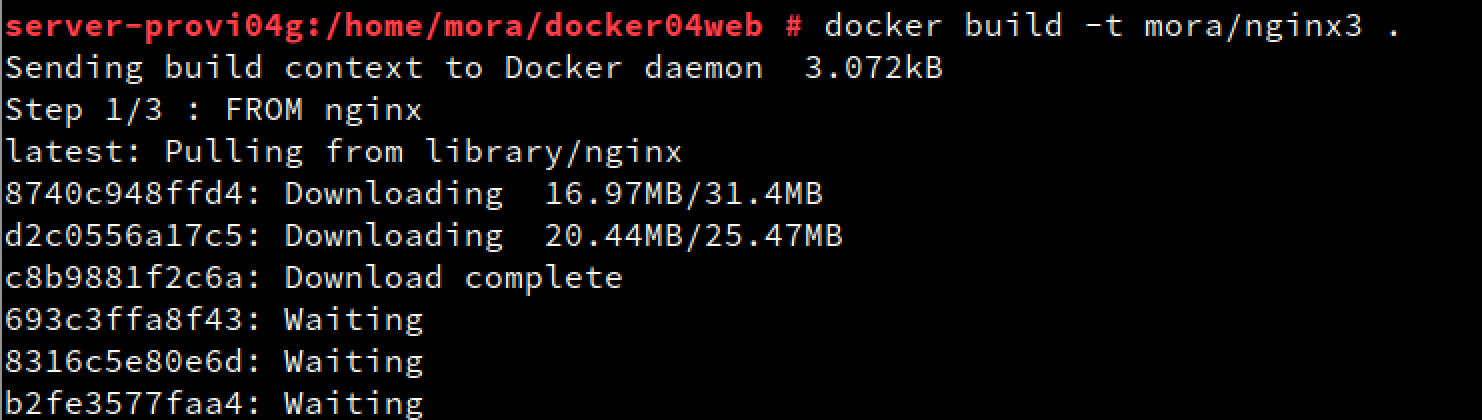 server-provi04g:/home/mora/docker04web # docker build -t mora/nginx3 .
Sending build context to Docker daemon  3.072kB
Step 1/3 : FROM nginx
latest: Pulling from library/nginx
8740c948ffd4: Downloading  16.97MB/31.4MB
d2c0556a17c5: Downloading  20.44MB/25.47MB
c8b9881f2c6a: Download complete
693c3ffa8f43: Waiting
8316c5e80e6d: Waiting
b2fe3577faa4: Waiting